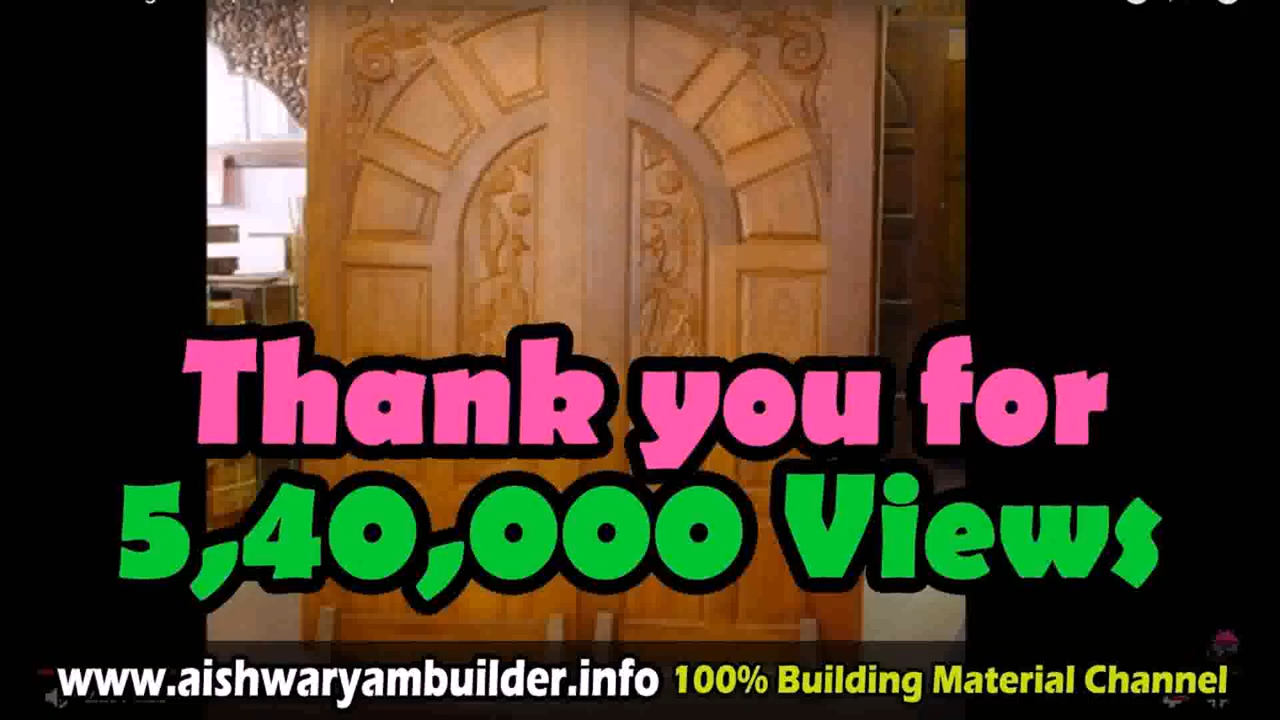 Thank you for
5,40,000 Views
www.aishwaryambuilder.info 100% Building Material Channel